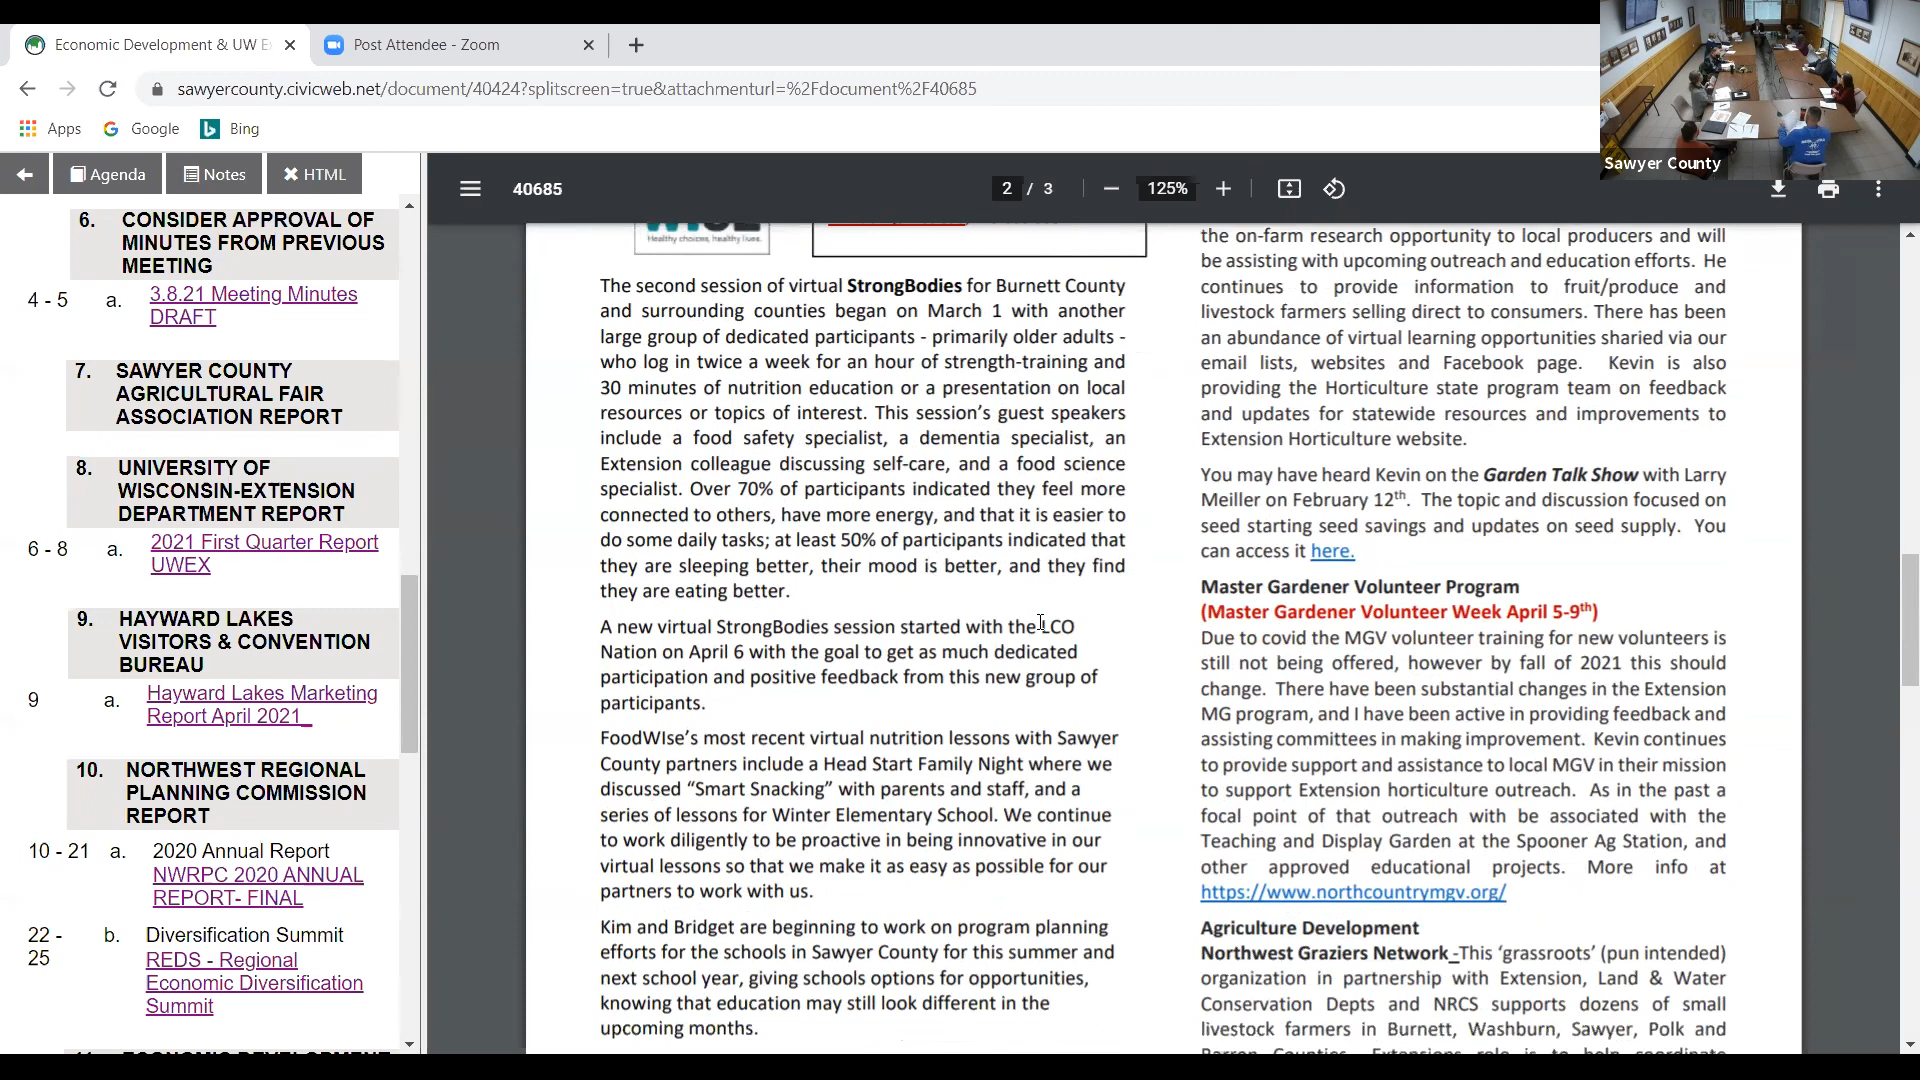 Economic Development & UW E
Post Attendee - Zoom
sawyercounty.civicweb.net/document/40424?splitscreen=true&attachmenturl=%2Fdocument%2F40685
Apps
Google
Bing
Sawyer County
Agenda
Notes
HTML
40685
2 / 3
125%
6. CONSIDER APPROVAL OF
MINUTES FROM PREVIOUS
MEETING
4 - 5 a. 3.8.21 Meeting Minutes
DRAFT
7. SAWYER COUNTY
AGRICULTURAL FAIR
ASSOCIATION REPORT
8. UNIVERSITY OF
WISCONSIN-EXTENSION
DEPARTMENT REPORT
6 - 8 a. 2021 First Quarter Report
UWEX
9. HAYWARD LAKES
VISITORS & CONVENTION
BUREAU
9 a. Hayward Lakes Marketing
Report April 2021_
10. NORTHWEST REGIONAL
PLANNING COMMISSION
REPORT
10 - 21 a. 2020 Annual Report
NWRPC 2020 ANNUAL
REPORT- FINAL
22 - b. Diversification Summit
25 REDS - Regional
Economic Diversification
Summit
Healthy choices, healthy lives.
The second session of virtual StrongBodies for Burnett County
and surrounding counties began on March 1 with another
large group of dedicated participants - primarily older adults -
who log in twice a week for an hour of strength-training and
30 minutes of nutrition education or a presentation on local
resources or topics of interest. This session's guest speakers
include a food safety specialist, a dementia specialist, an
Extension colleague discussing self-care, and a food science
specialist. Over 70% of participants indicated they feel more
connected to others, have more energy, and that it is easier to
do some daily tasks; at least 50% of participants indicated that
they are sleeping better, their mood is better, and they find
they are eating better.
A new virtual StrongBodies session started with the LCO
Nation on April 6 with the goal to get as much dedicated
participation and positive feedback from this new group of
participants.
FoodWIse's most recent virtual nutrition lessons with Sawyer
County partners include a Head Start Family Night where we
discussed “Smart Snacking” with parents and staff, and a
series of lessons for Winter Elementary School. We continue
to work diligently to be proactive in being innovative in our
virtual lessons so that we make it as easy as possible for our
partners to work with us.
Kim and Bridget are beginning to work on program planning
efforts for the schools in Sawyer County for this summer and
next school year, giving schools options for opportunities,
knowing that education may still look different in the
upcoming months.
the on-farm research opportunity to local producers and will
be assisting with upcoming outreach and education efforts. He
continues to provide information to fruit/produce and
livestock farmers selling direct to consumers. There has been
an abundance of virtual learning opportunities sharied via our
email lists, websites and Facebook page. Kevin is also
providing the Horticulture state program team on feedback
and updates for statewide resources and improvements to
Extension Horticulture website.
You may have heard Kevin on the Garden Talk Show with Larry
Meiller on February 12th. The topic and discussion focused on
seed starting seed savings and updates on seed supply. You
can access it here.
Master Gardener Volunteer Program
(Master Gardener Volunteer Week April 5-9th)
Due to covid the MGV volunteer training for new volunteers is
still not being offered, however by fall of 2021 this should
change. There have been substantial changes in the Extension
MG program, and I have been active in providing feedback and
assisting committees in making improvement. Kevin continues
to provide support and assistance to local MGV in their mission
to support Extension horticulture outreach. As in the past a
focal point of that outreach with be associated with the
Teaching and Display Garden at the Spooner Ag Station, and
other approved educational projects. More info at
https://www.northcountrymgv.org/
Agriculture Development
Northwest Graziers Network -This ‘grassroots’ (pun intended)
organization in partnership with Extension, Land & Water
Conservation Depts and NRCS supports dozens of small
livestock farmers in Burnett, Washburn, Sawyer, Polk and